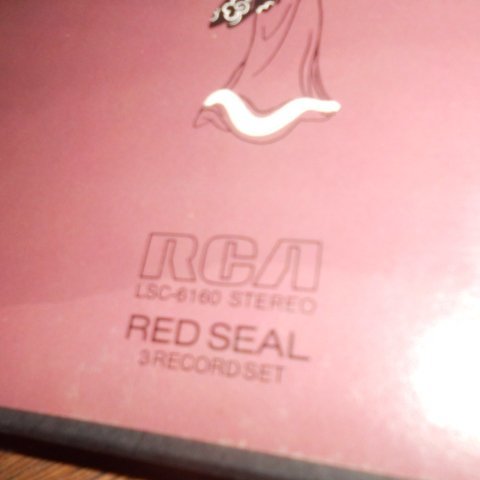 RCA
LSC-6160 STEREO
RED SEAL
3 RECORD SET